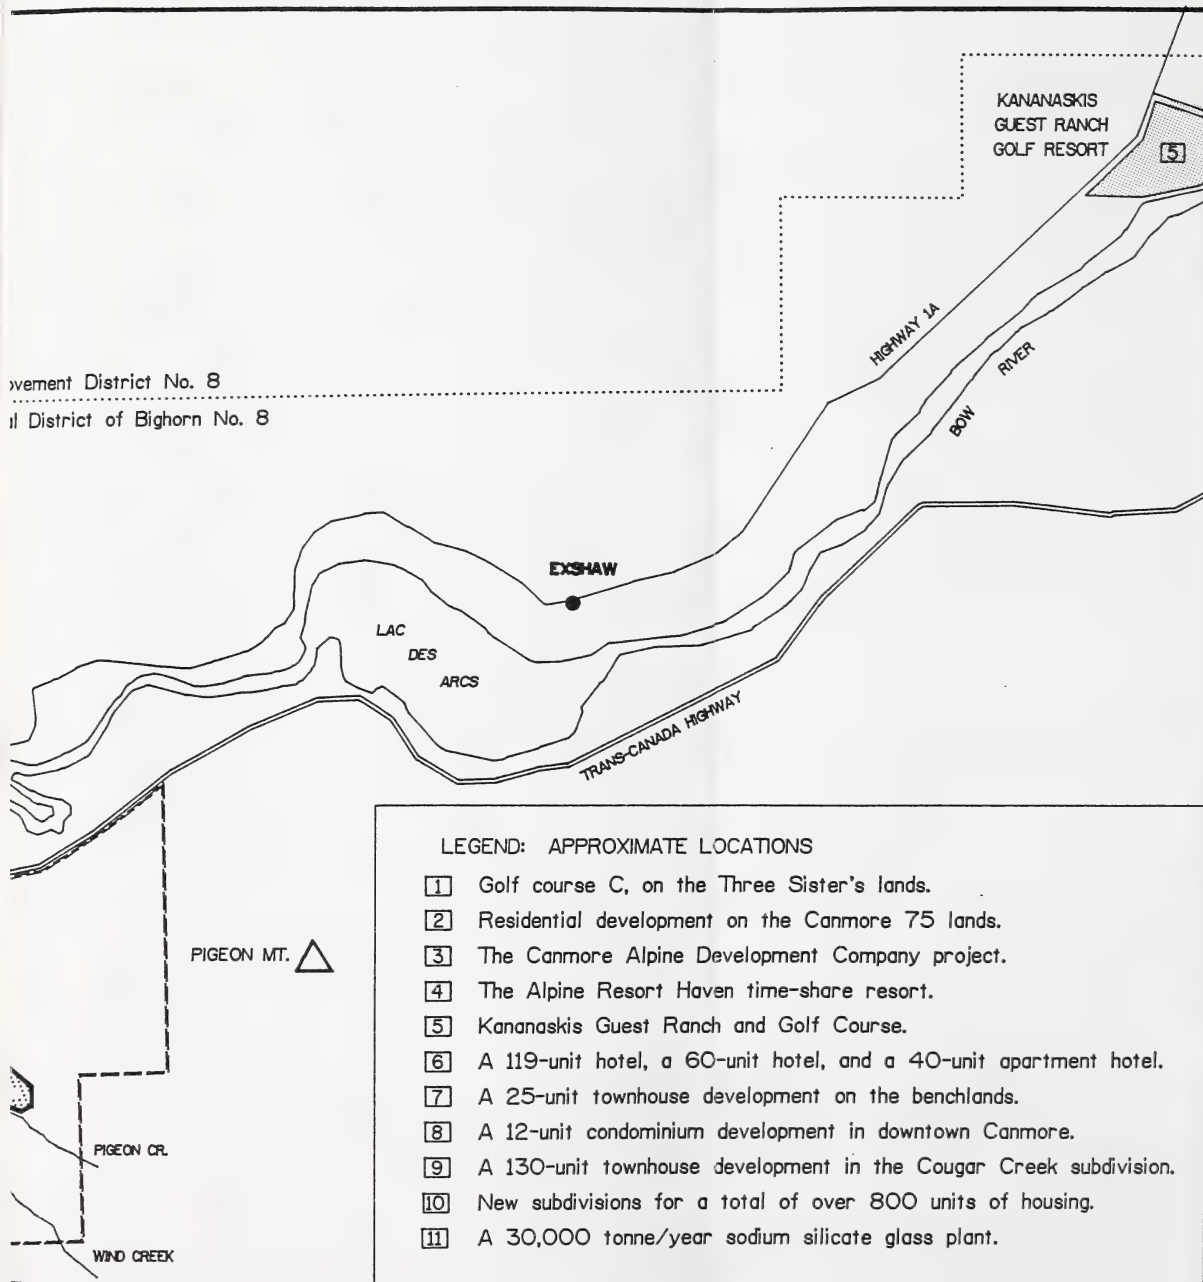 KANANASKIS
GUEST RANCH
GOLF RESORT
5
HIGHWAY 1A
RIVER
BOW
District No. 8
District of Bighorn No. 8
EXSHAW
LAC
DES
ARCS
TRANS-CANADA HIGHWAY
PIGEON MT.
PIGEON CR.
WIND CREEK
LEGEND: APPROXIMATE LOCATIONS
1 Golf course C, on the Three Sister's lands.
2 Residential development on the Canmore 75 lands.
3 The Canmore Alpine Development Company project.
4 The Alpine Resort Haven time-share resort.
5 Kananaskis Guest Ranch and Golf Course.
6 A 119-unit hotel, a 60-unit hotel, and a 40-unit apartment hotel.
7 A 25-unit townhouse development on the benchlands.
8 A 12-unit condominium development in downtown Canmore.
9 A 130-unit townhouse development in the Cougar Creek subdivision.
10 New subdivisions for a total of over 800 units of housing.
11 A 30,000 tonne/year sodium silicate glass plant.